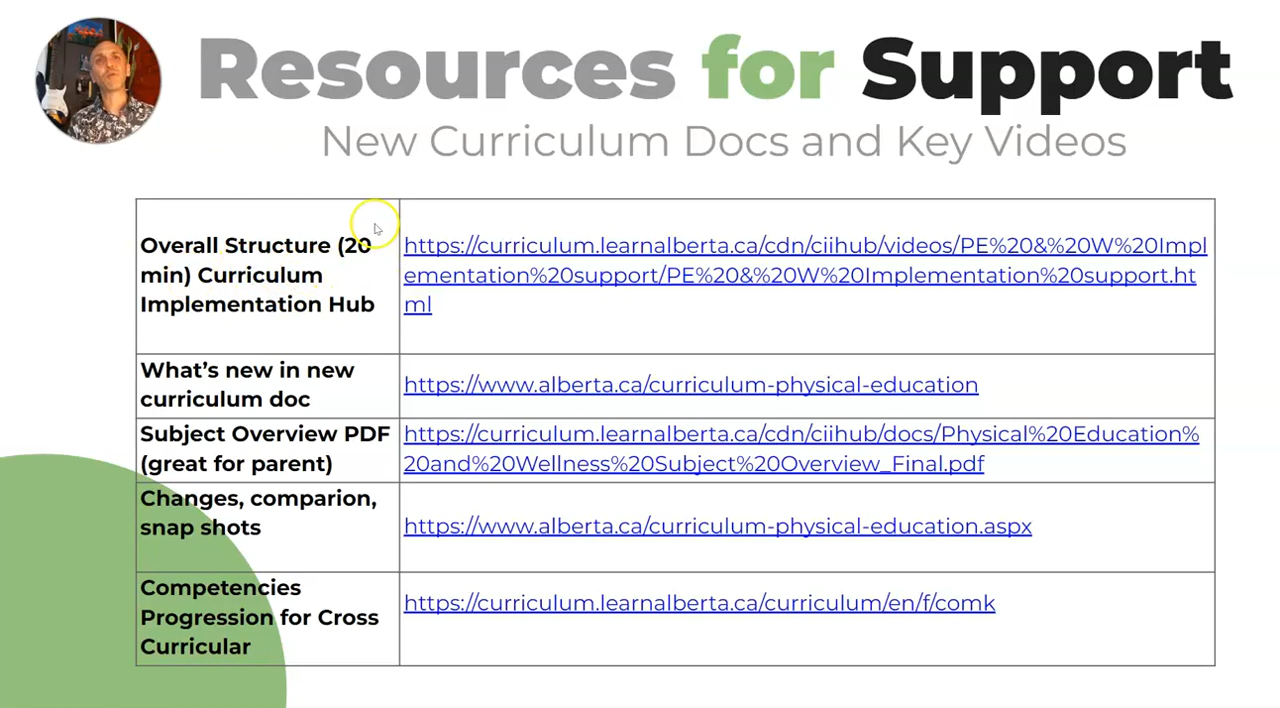 Resources for Support
New Curriculum Docs and Key Videos
Overall Structure (20
min) Curriculum
Implementation Hub
https://curriculum.learnalberta.ca/cdn/ciihub/videos/PE%20&%20W%20Impl
ementation%20support/PE%20&%20W%20Implementation%20support.ht
ml
What's new in new
curriculum doc
https://www.alberta.ca/curriculum-physical-education
Subject Overview PDF
(great for parent)
https://curriculum.learnalberta.ca/cdn/ciihub/docs/Physical%20Education%
20and%20Wellness%20Subject%20Overview_Final.pdf
Changes, comparion,
snap shots
https://www.alberta.ca/curriculum-physical-education.aspx
Competencies
Progression for Cross
Curricular
https://curriculum.learnalberta.ca/curriculum/en/f/comk